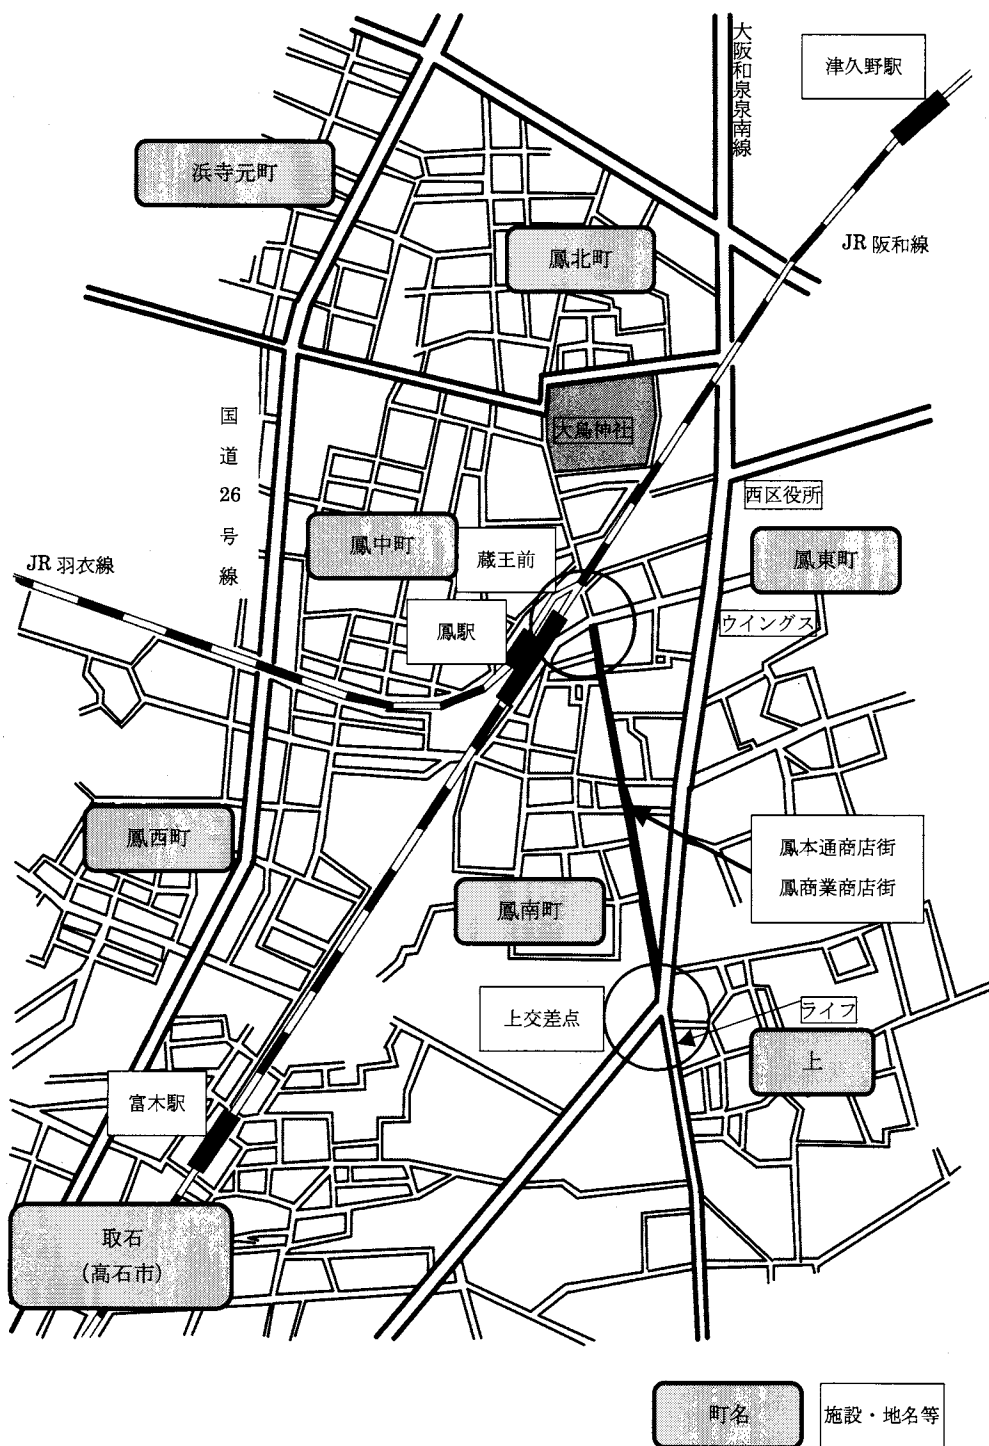 大阪和泉泉南線
津久野駅
浜寺元町
鳳北町
JR 阪和線
大鳥神社
国道26号線
西区役所
鳳中町
蔵王前
鳳東町
JR 羽衣線
鳳駅
ウイングス
鳳西町
鳳本通商店街
鳳商業商店街
鳳南町
上交差点
ライフ
上
富木駅
取石
(高石市)
町名
施設・地名等